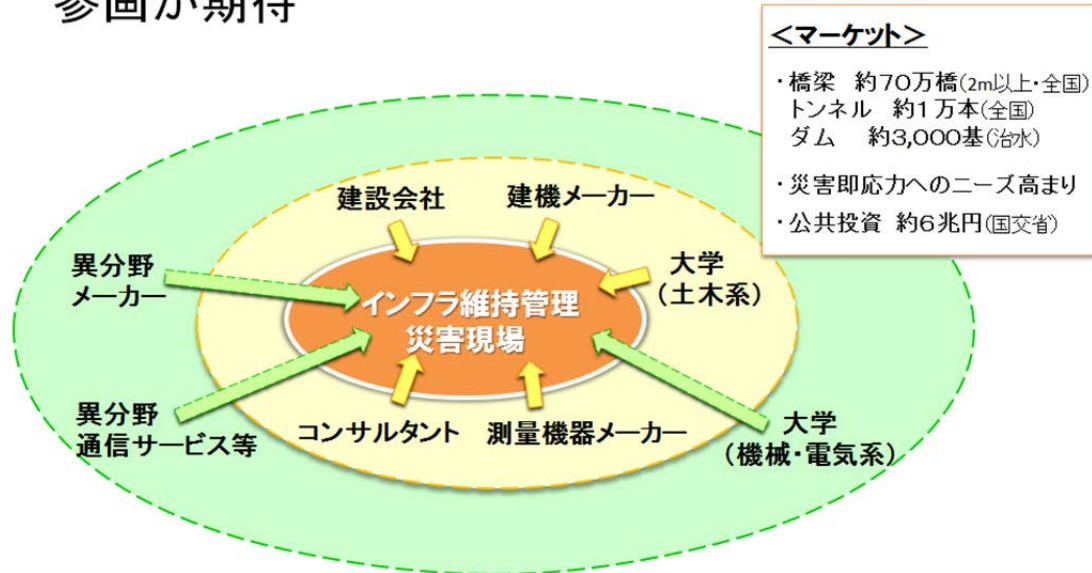 参画が期待
＜マーケット＞
・橋梁 約70万橋(2m以上・全国)
トンネル 約1万本(全国)
ダム 約3,000基(治水)
・災害即応力へのニーズ高まり
・公共投資 約6兆円(国交省)
建設会社
建機メーカー
異分野
メーカー
大学
（土木系）
インフラ維持管理
災害現場
異分野
通信サービス等
コンサルタント
測量機器メーカー
大学
（機械・電気系）